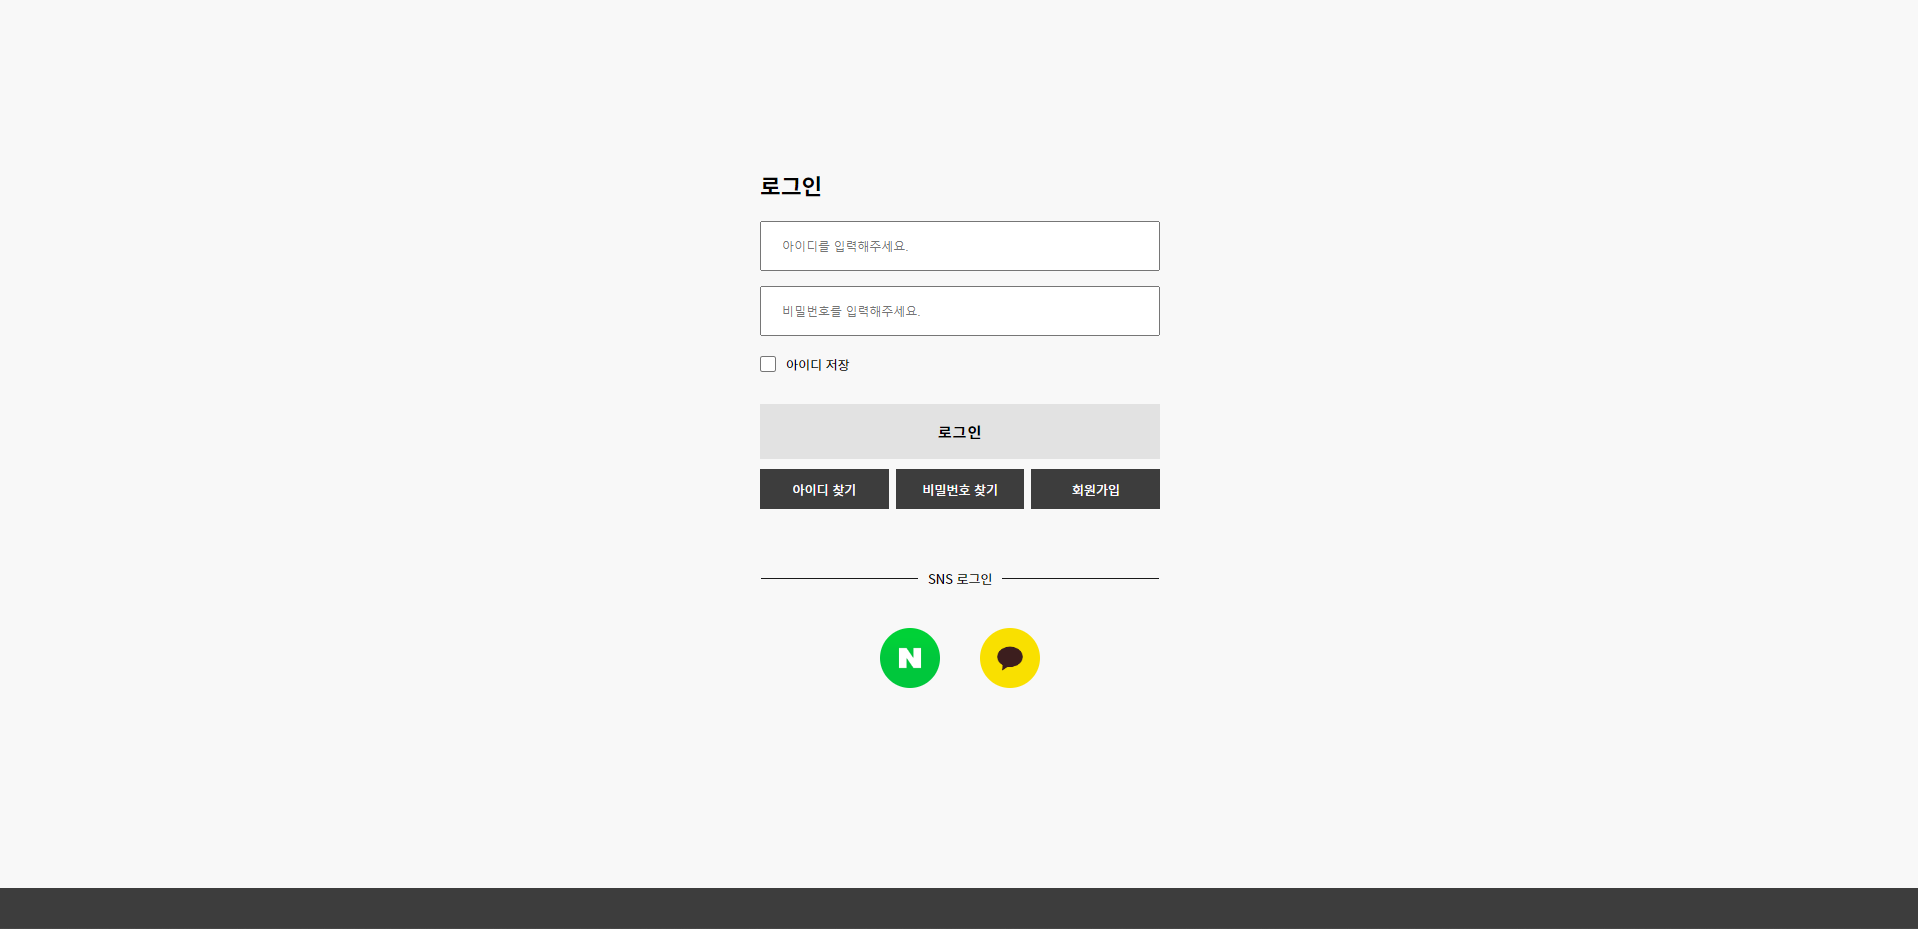 로그인
아이디를 입력해주세요.
비밀번호를 입력해주세요.
아이디 저장
로그인
아이디 찾기 비밀번호 찾기 회원가입
SNS 로그인
N